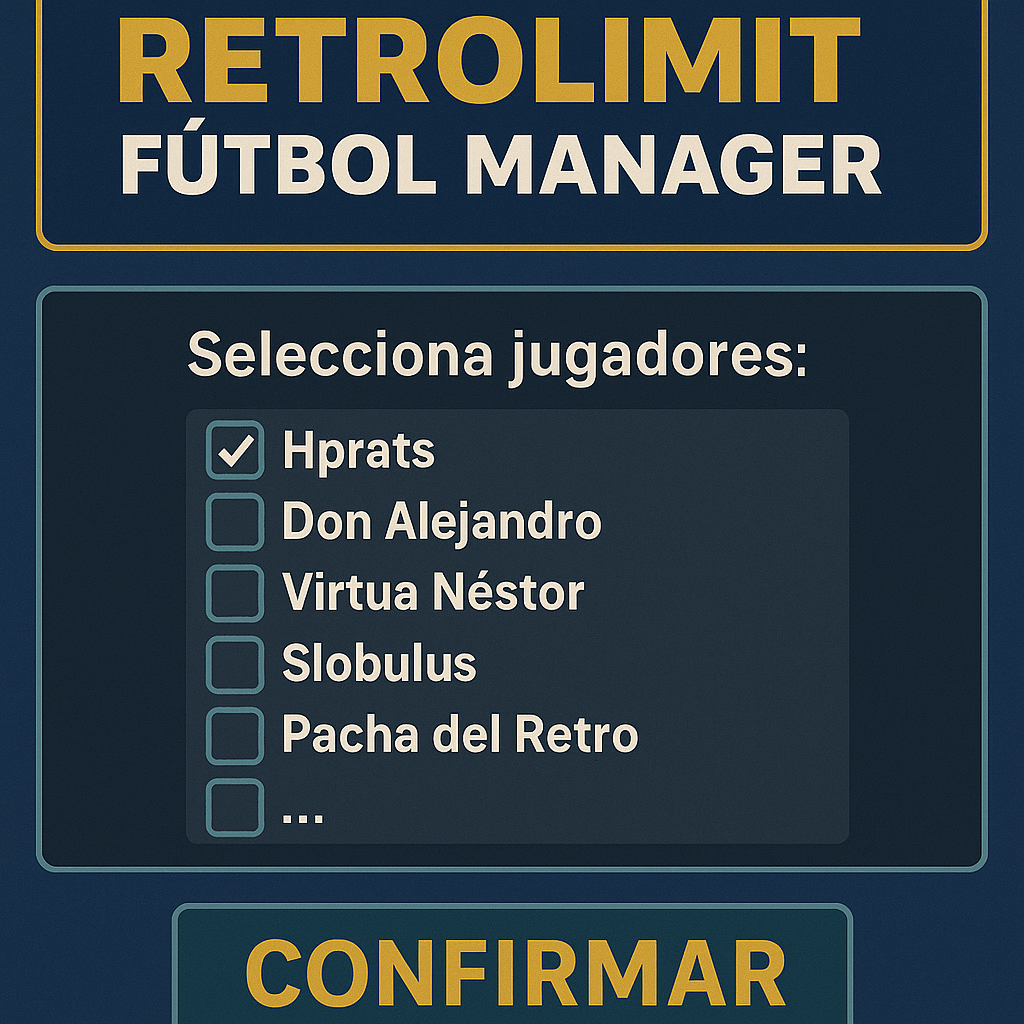 RETROLIMIT
FÚTBOL MANAGER
Selecciona jugadores:
Hprats
Don Alejandro
Virtua Néstor
Slobulus
Pacha del Retro
...
CONFIRMAR